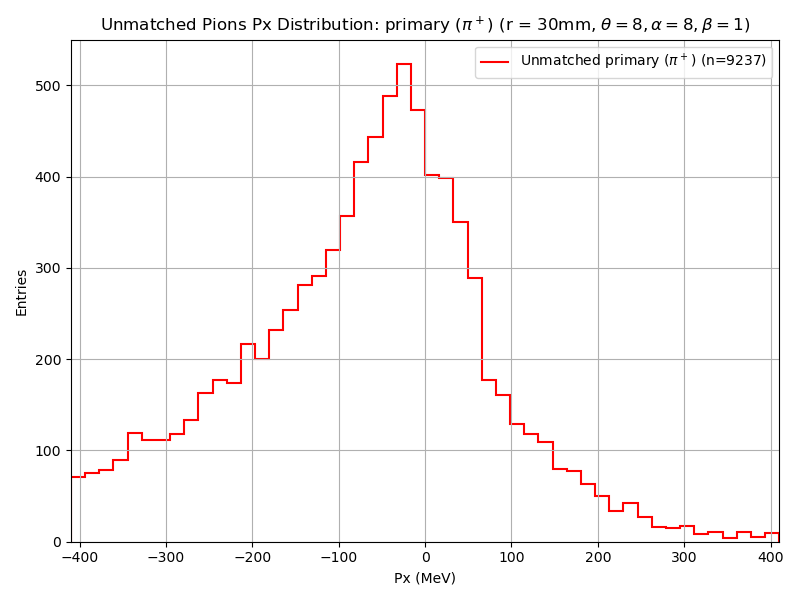 Unmatched Pions Px Distribution: primary (π⁺) (r = 30mm, θ = 8, α = 8, β = 1)
Unmatched primary (π⁺) (n=9237)
Entries
500
400
300
200
100
0
−400 −300 −200 −100 0 100 200 300 400
Px (MeV)